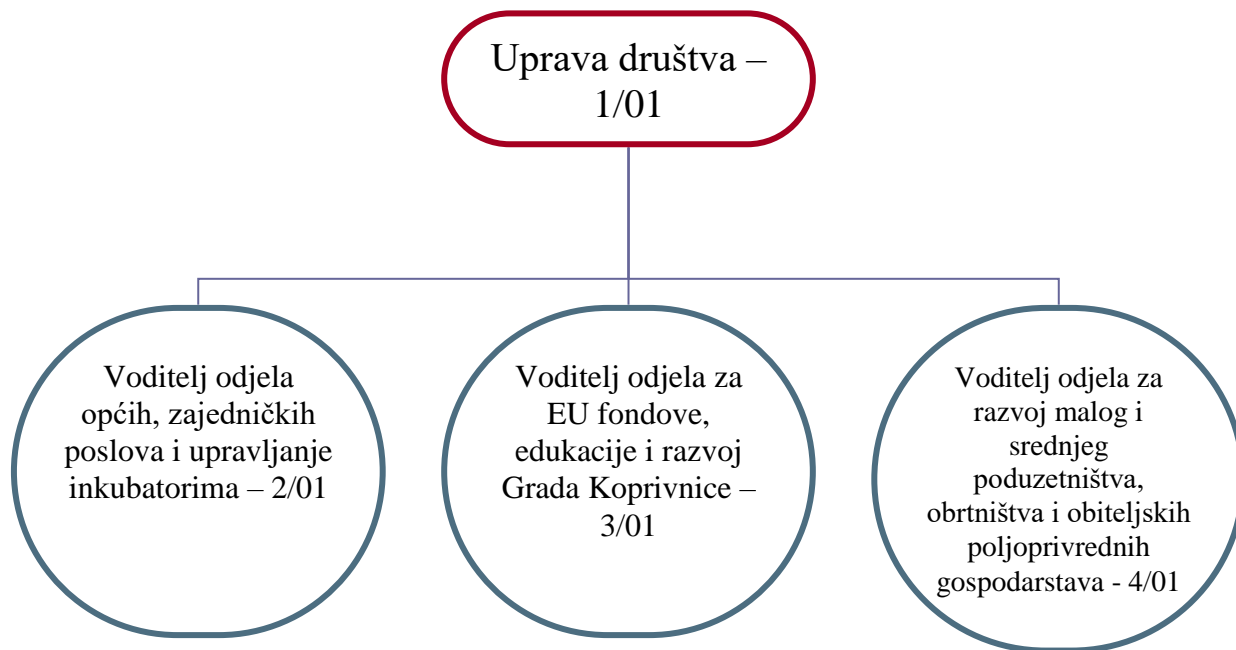 Uprava društva –
1/01
Voditelj odjela
općih, zajedničkih
poslova i upravljanje
inkubatorima – 2/01
Voditelj odjela za
EU fondove,
edukacije i razvoj
Grada Koprivnice –
3/01
Voditelj odjela za
razvoj malog i
srednjeg
poduzetništva,
obrtništva i obiteljskih
poljoprivrednih
gospodarstava - 4/01